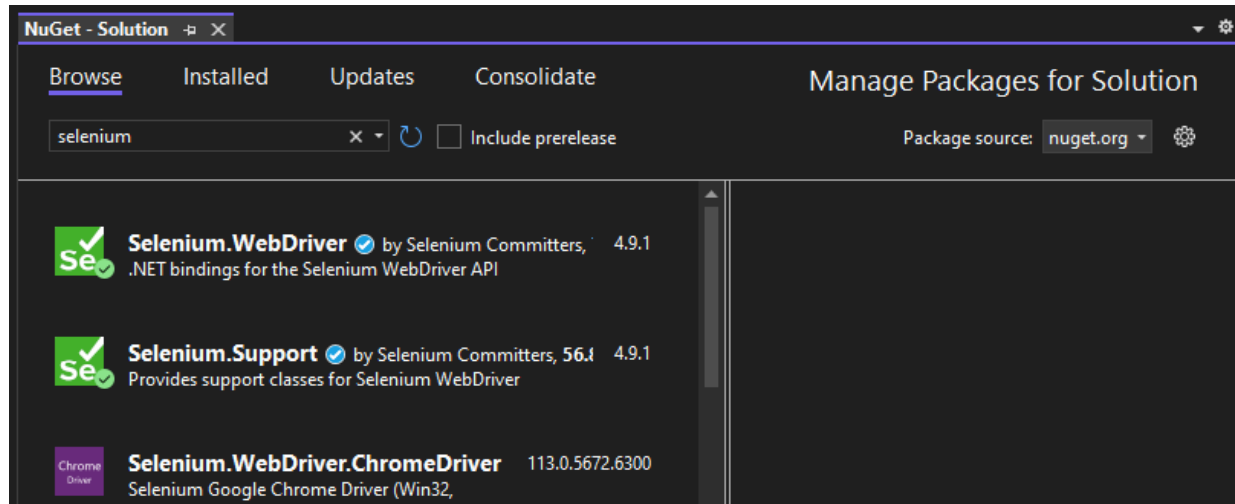 NuGet - Solution
Browse Installed Updates Consolidate
Manage Packages for Solution
selenium
Include prerelease
Package source: nuget.org
Se
Selenium.WebDriver by Selenium Committers, 4.9.1
.NET bindings for the Selenium WebDriver API
Se
Selenium.Support by Selenium Committers, 56. 4.9.1
Provides support classes for Selenium WebDriver
Chrome
Driver
Selenium.WebDriver.ChromeDriver 113.0.5672.6300
Selenium Google Chrome Driver (Win32,